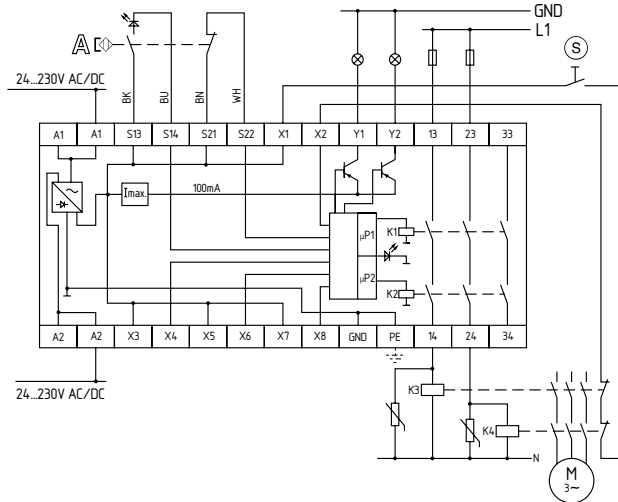 GND
L1
A
S
24...230V AC/DC
BK
BU
BN
WH
A1 A1 S13 S14 S21 S22 X1 X2 Y1 Y2 13 23 33
Imax.
100mA
µP1
K1
µP2
K2
A2 A2 X3 X4 X5 X6 X7 X8 GND PE 14 24 34
24...230V AC/DC
K3
K4
N
M
3~